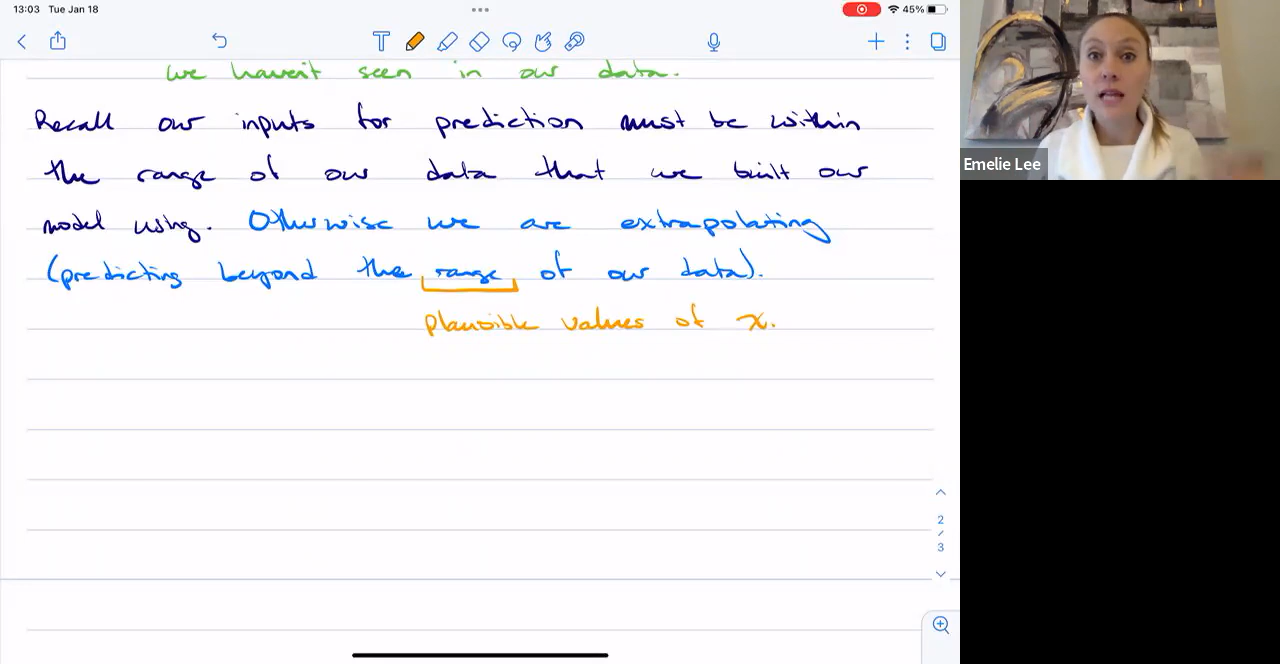 13:03 Tue Jan 18
45%
we haven't seen in our data.
Recall our inputs for prediction must be within
the range of our data that we built our
model using. Otherwise we are extrapolating
(predicting beyond the range of our data).
plausible values of x.
2
/
3
Emelie Lee